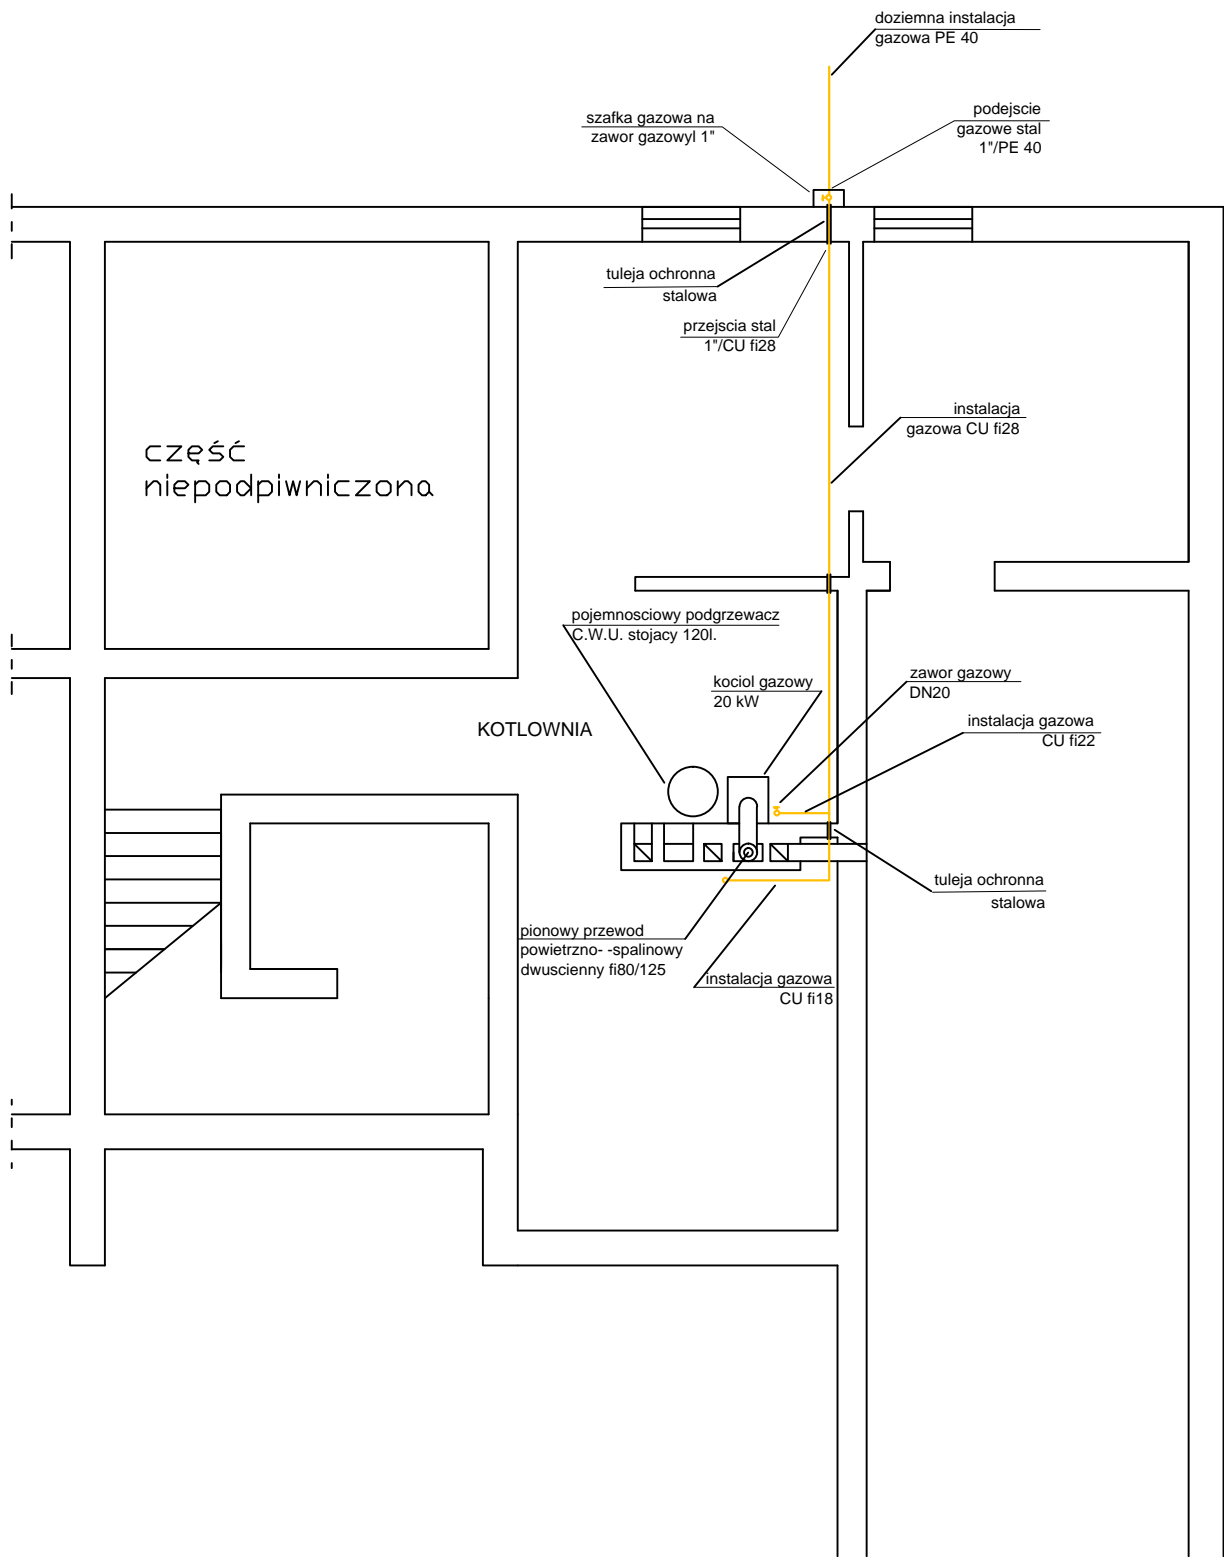 doziemna instalacja
gazowa PE 40
szafka gazowa na
zawor gazowyl 1"
podejscie
gazowe stal
1"/PE 40
tuleja ochronna
stalowa
przejscia stal
1"/CU fi28
instalacja
gazowa CU fi28
część
niepodpiwniczona
pojemnosciowy podgrzewacz
C.W.U. stojacy 120l.
kociol gazowy
20 kW
zawor gazowy
DN20
instalacja gazowa
CU fi22
KOTLOWNIA
tuleja ochronna
stalowa
pionowy przewod
powietrzno- -spalinowy
dwuscienny fi80/125
instalacja gazowa
CU fi18